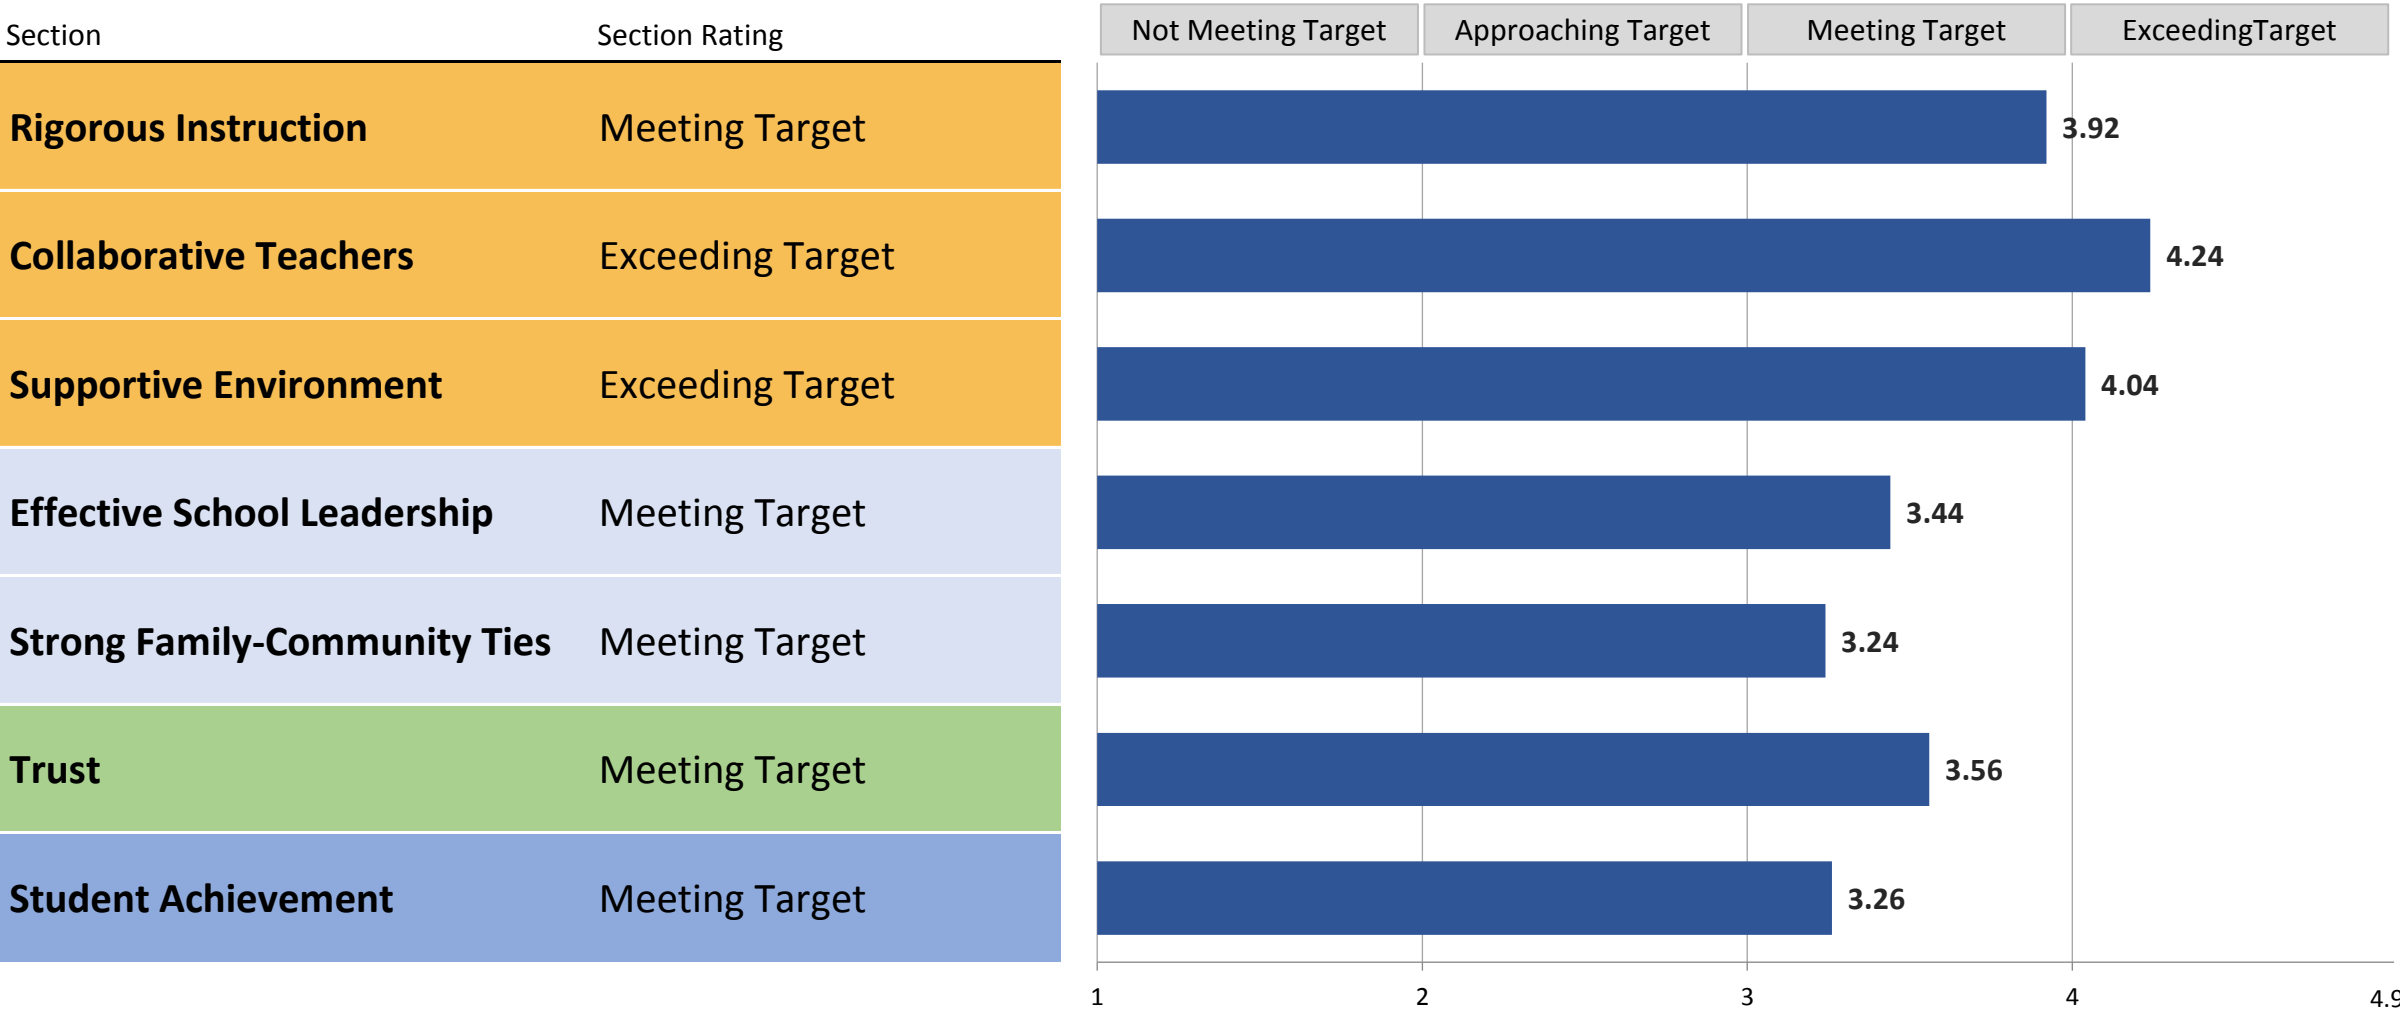 Section Section Rating Not Meeting Target Approaching Target Meeting Target ExceedingTarget
Rigorous Instruction Meeting Target 3.92
Collaborative Teachers Exceeding Target 4.24
Supportive Environment Exceeding Target 4.04
Effective School Leadership Meeting Target 3.44
Strong Family-Community Ties Meeting Target 3.24
Trust Meeting Target 3.56
Student Achievement Meeting Target 3.26
1 2 3 4 4.9